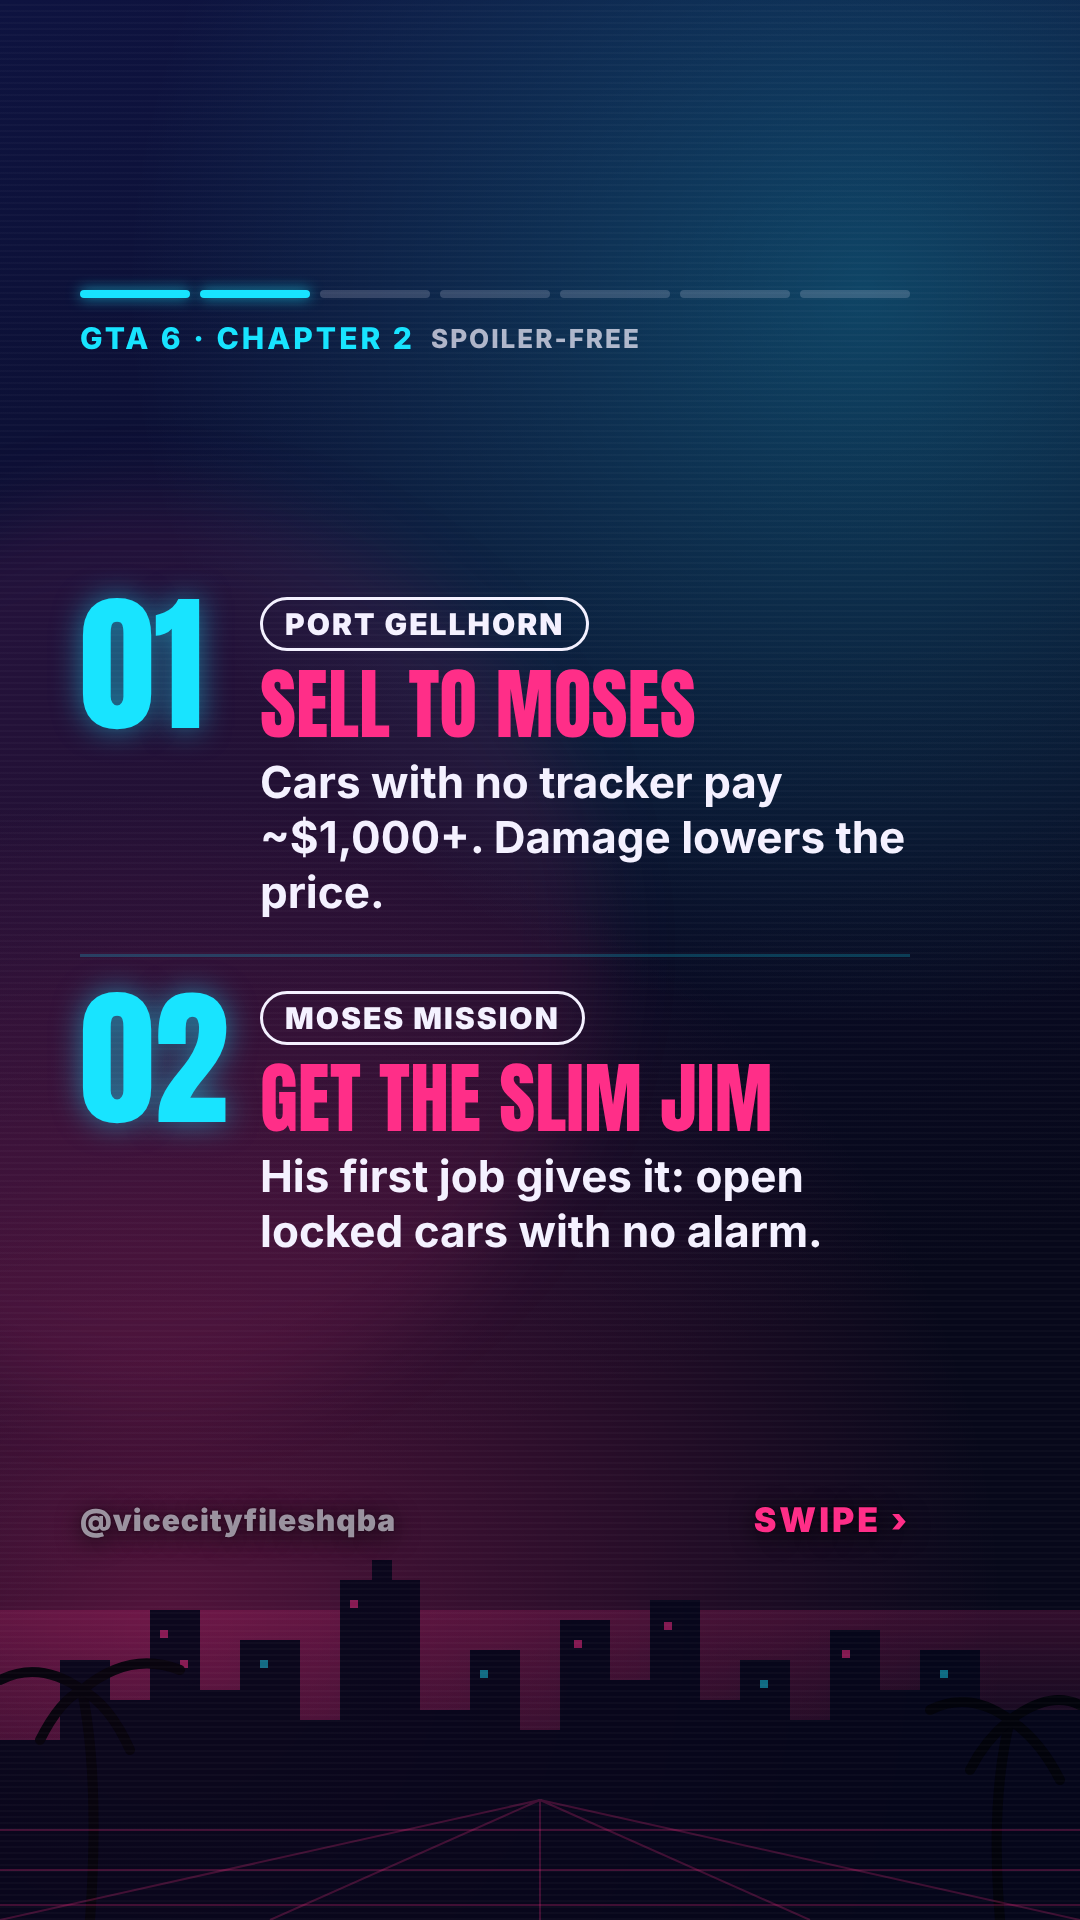 GTA 6 · CHAPTER 2 SPOILER-FREE
01
PORT GELLHORN
SELL TO MOSES
Cars with no tracker pay
~$1,000+. Damage lowers the
price.
02
MOSES MISSION
GET THE SLIM JIM
His first job gives it: open
locked cars with no alarm.
@vicecityfileshqba
SWIPE ›